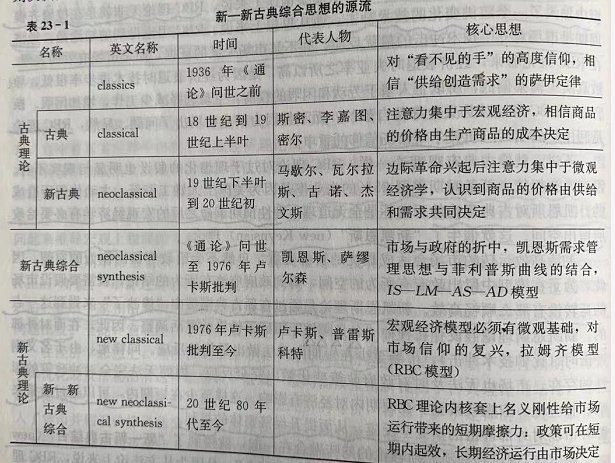 新一新古典综合思想的源流
表 23-1
名称 英文名称 时间 代表人物 核心思想
古典理论
classics
1936 年《通
论》问世之前
对“看不见的手”的高度信仰,相
信“供给创造需求”的萨伊定律
古典
classical
18 世纪到 19
世纪上半叶
斯密、李嘉图、
密尔
注意力集中于宏观经济,相信商品
的价格由生产商品的成本决定
新古典
neoclassical
19 世纪下半叶
到 20 世纪初
马歇尔、瓦尔拉
斯、古诺、杰
文斯
边际革命兴起后注意力集中于微观
经济学,认识到商品的价格由供给
和需求共同决定
新古典综合
neoclassical
synthesis
《通论》问世
至 1976 年卢
卡斯批判
凯恩斯、萨缪
尔森
市场与政府的折中,凯恩斯需求管
理思想与菲利普斯曲线的结合,
IS—LM—AS—AD 模型
新古典理论
new classical
1976 年卢卡斯
批判至今
卢卡斯、普雷斯
科特
宏观经济模型必须有微观基础,对
市场信仰的复兴,拉姆齐模型
(RBC 模型)
新一新
古典
综合
new neoclassi-
cal synthesis
20 世纪 80 年
代至今
RBC 理论内核套上名义刚性给市场
运行带来的短期摩擦力:政策可在短
期内起效,长期经济运行由市场决定